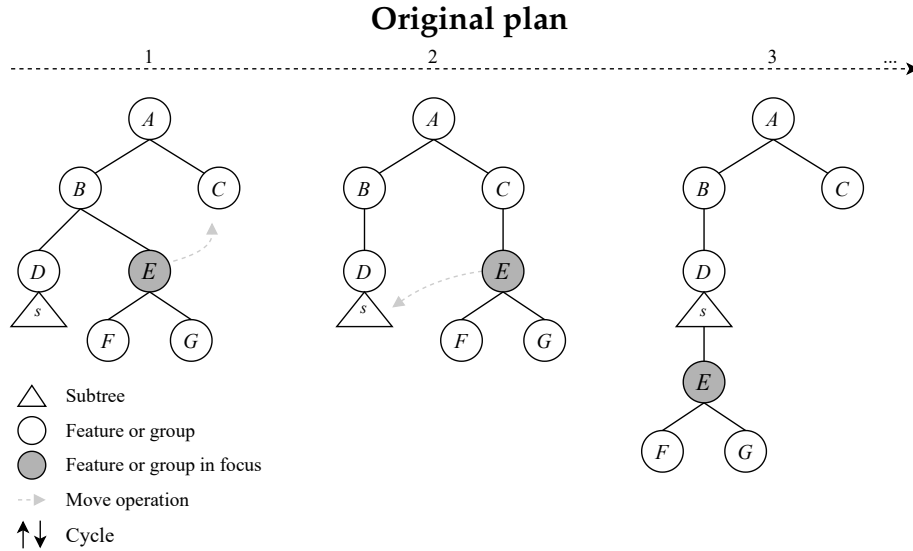 Original plan
1 2 3 ...
A A A
B C B C B C
D E D E D
s s s
F G F G E
F G
Subtree
Feature or group
Feature or group in focus
Move operation
Cycle